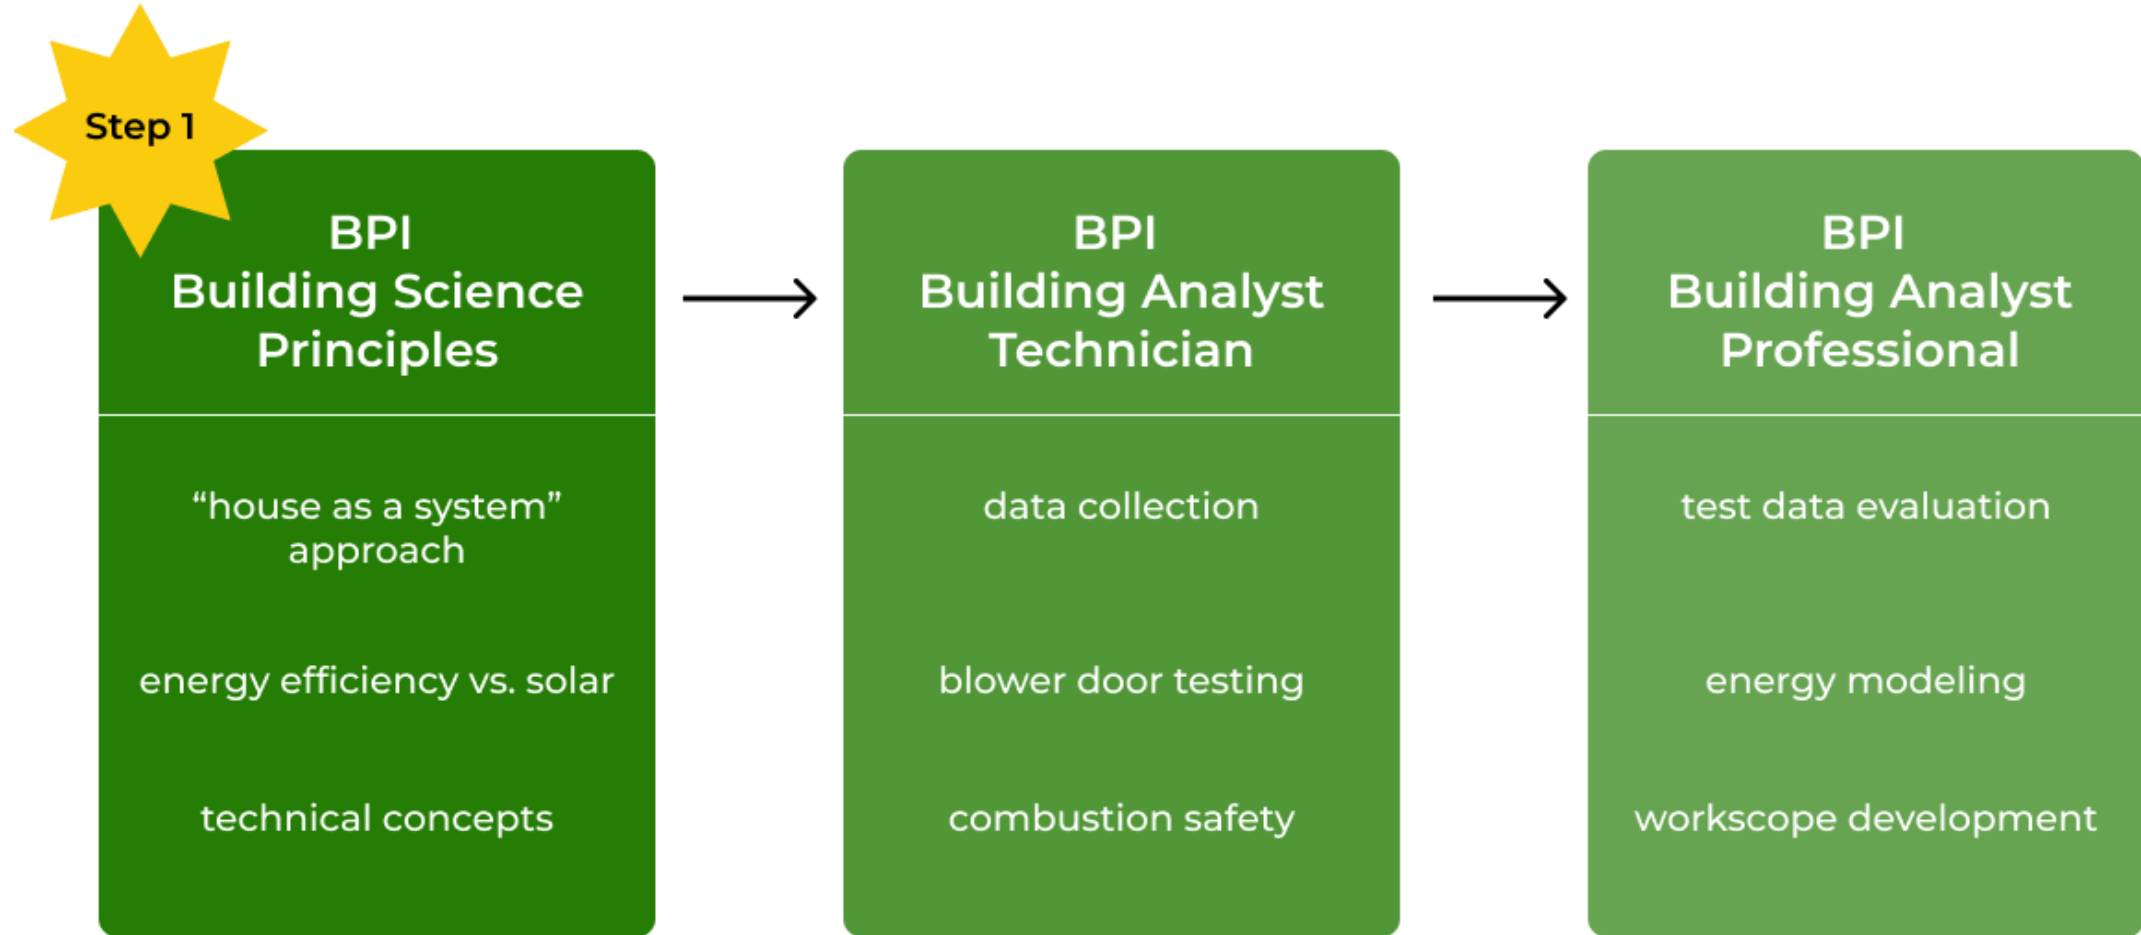 Step 1
BPI
Building Science
Principles
“house as a system”
approach
energy efficiency vs. solar
technical concepts
BPI
Building Analyst
Technician
data collection
blower door testing
combustion safety
BPI
Building Analyst
Professional
test data evaluation
energy modeling
workscope development